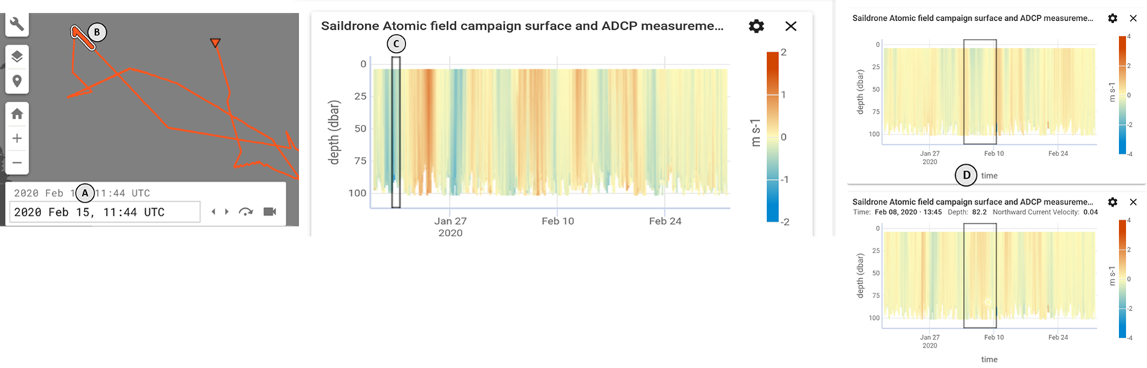 B
2020 Feb 1 11:44 UTC
A
2020 Feb 15, 11:44 UTC
Saildrone Atomic field campaign surface and ADCP measureme...
C
depth (dbar)
0
25
50
75
100
Jan 27
2020
Feb 10
Feb 24
2
1
0
-1
-2
m s-1
Saildrone Atomic field campaign surface and ADCP measureme...
depth (dbar)
0
25
50
75
100
Jan 27
2020
Feb 10
Feb 24
time
4
2
0
-2
-4
m s-1
D
Saildrone Atomic field campaign surface and ADCP measureme...
Time: Feb 08, 2020 - 13:45 Depth: 82.2 Northward Current Velocity: 0.04
depth (dbar)
0
25
50
75
100
Jan 27
2020
Feb 10
Feb 24
time
4
2
0
-2
-4
m s-1